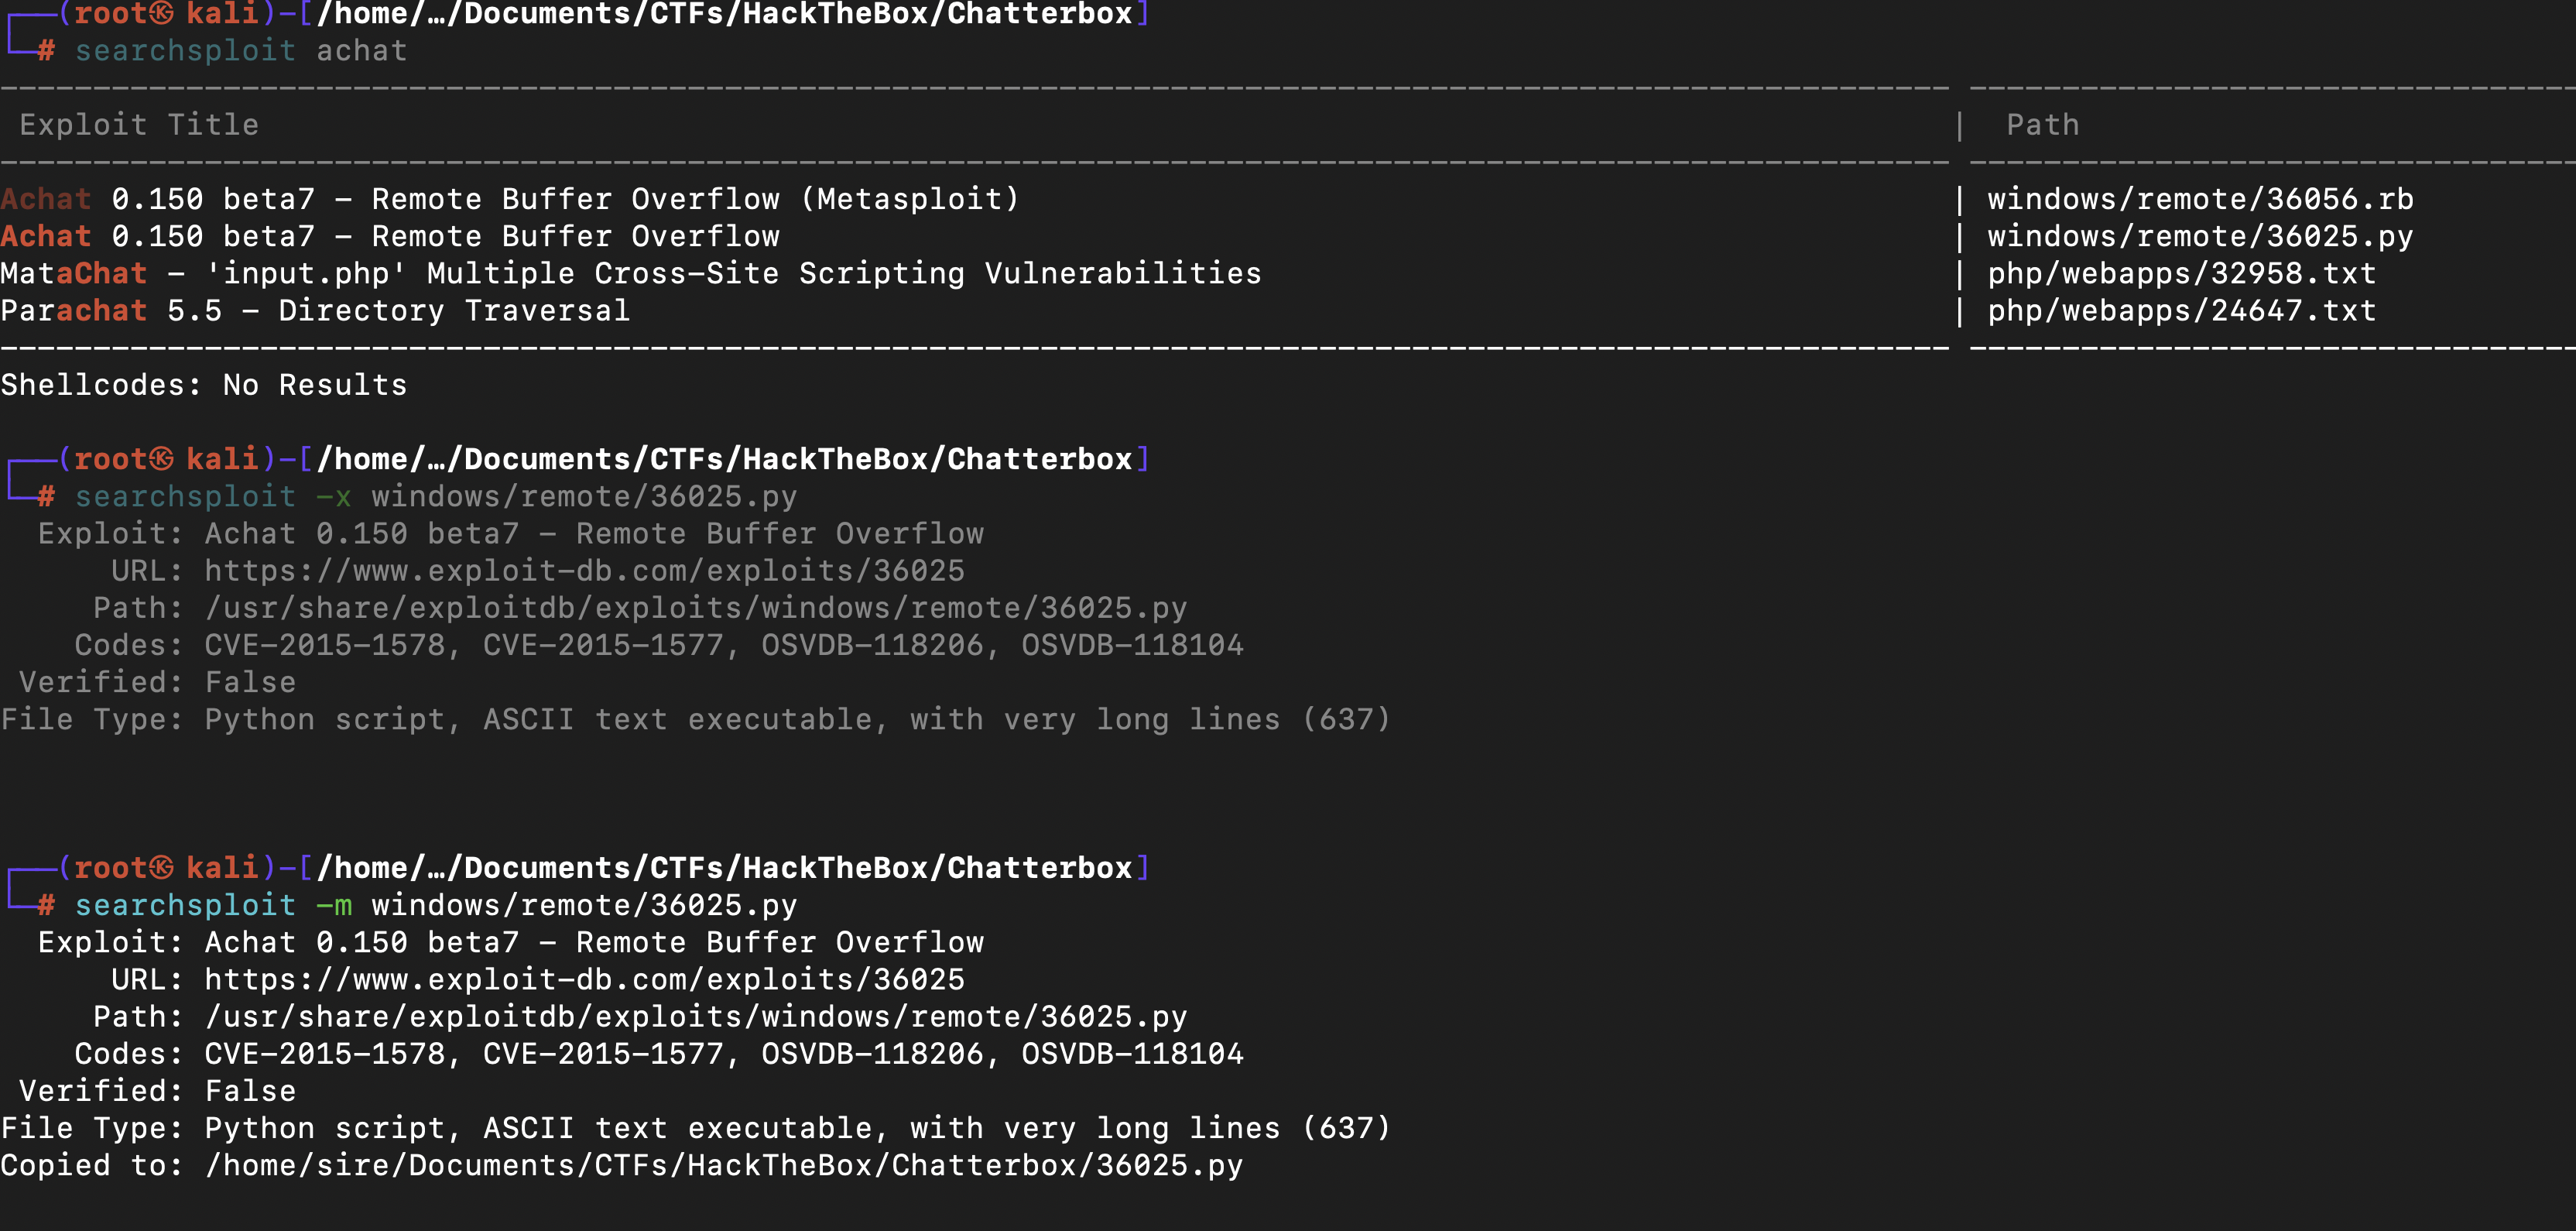 ┌──(root㉿kali)-[/home/…/Documents/CTFs/HackTheBox/Chatterbox]
└─# searchsploit achat
Exploit Title | Path
Achat 0.150 beta7 - Remote Buffer Overflow (Metasploit) | windows/remote/36056.rb
Achat 0.150 beta7 - Remote Buffer Overflow | windows/remote/36025.py
MataChat - 'input.php' Multiple Cross-Site Scripting Vulnerabilities | php/webapps/32958.txt
Parachat 5.5 - Directory Traversal | php/webapps/24647.txt
Shellcodes: No Results
┌──(root㉿kali)-[/home/…/Documents/CTFs/HackTheBox/Chatterbox]
└─# searchsploit -x windows/remote/36025.py
Exploit: Achat 0.150 beta7 - Remote Buffer Overflow
URL: https://www.exploit-db.com/exploits/36025
Path: /usr/share/exploitdb/exploits/windows/remote/36025.py
Codes: CVE-2015-1578, CVE-2015-1577, OSVDB-118206, OSVDB-118104
Verified: False
File Type: Python script, ASCII text executable, with very long lines (637)
┌──(root㉿kali)-[/home/…/Documents/CTFs/HackTheBox/Chatterbox]
└─# searchsploit -m windows/remote/36025.py
Exploit: Achat 0.150 beta7 - Remote Buffer Overflow
URL: https://www.exploit-db.com/exploits/36025
Path: /usr/share/exploitdb/exploits/windows/remote/36025.py
Codes: CVE-2015-1578, CVE-2015-1577, OSVDB-118206, OSVDB-118104
Verified: False
File Type: Python script, ASCII text executable, with very long lines (637)
Copied to: /home/sire/Documents/CTFs/HackTheBox/Chatterbox/36025.py